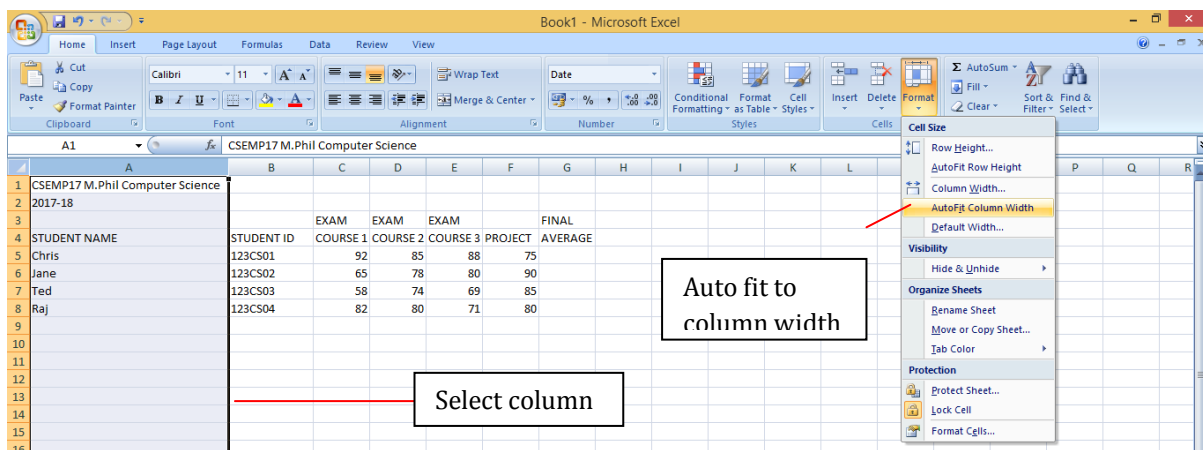 Book1 - Microsoft Excel
Home Insert Page Layout Formulas Data Review View
Paste
Cut
Copy
Format Painter
Clipboard
Calibri 11
B I U
Font
Wrap Text
Merge & Center
Alignment
Date
% ,
Number
Conditional Formatting
Format as Table
Cell Styles
Styles
Insert
Delete
Format
Cells
Σ AutoSum
Fill
Clear
Sort & Filter
Find & Select
A1 fx CSEMP17 M.Phil Computer Science
A B C D E F G H I J K L P Q R
1 CSEMP17 M.Phil Computer Science
2 2017-18
3 EXAM EXAM EXAM FINAL
4 STUDENT NAME STUDENT ID COURSE 1 COURSE 2 COURSE 3 PROJECT AVERAGE
5 Chris 123CS01 92 85 88 75
6 Jane 123CS02 65 78 80 90
7 Ted 123CS03 58 74 69 85
8 Raj 123CS04 82 80 71 80
9
10
11
12
13
14
15
16
Cell Size
Row Height...
AutoFit Row Height
Column Width...
AutoFit Column Width
Default Width...
Visibility
Hide & Unhide
Organize Sheets
Rename Sheet
Move or Copy Sheet...
Tab Color
Protection
Protect Sheet...
Lock Cell
Format Cells...
Auto fit to
column width
Select column